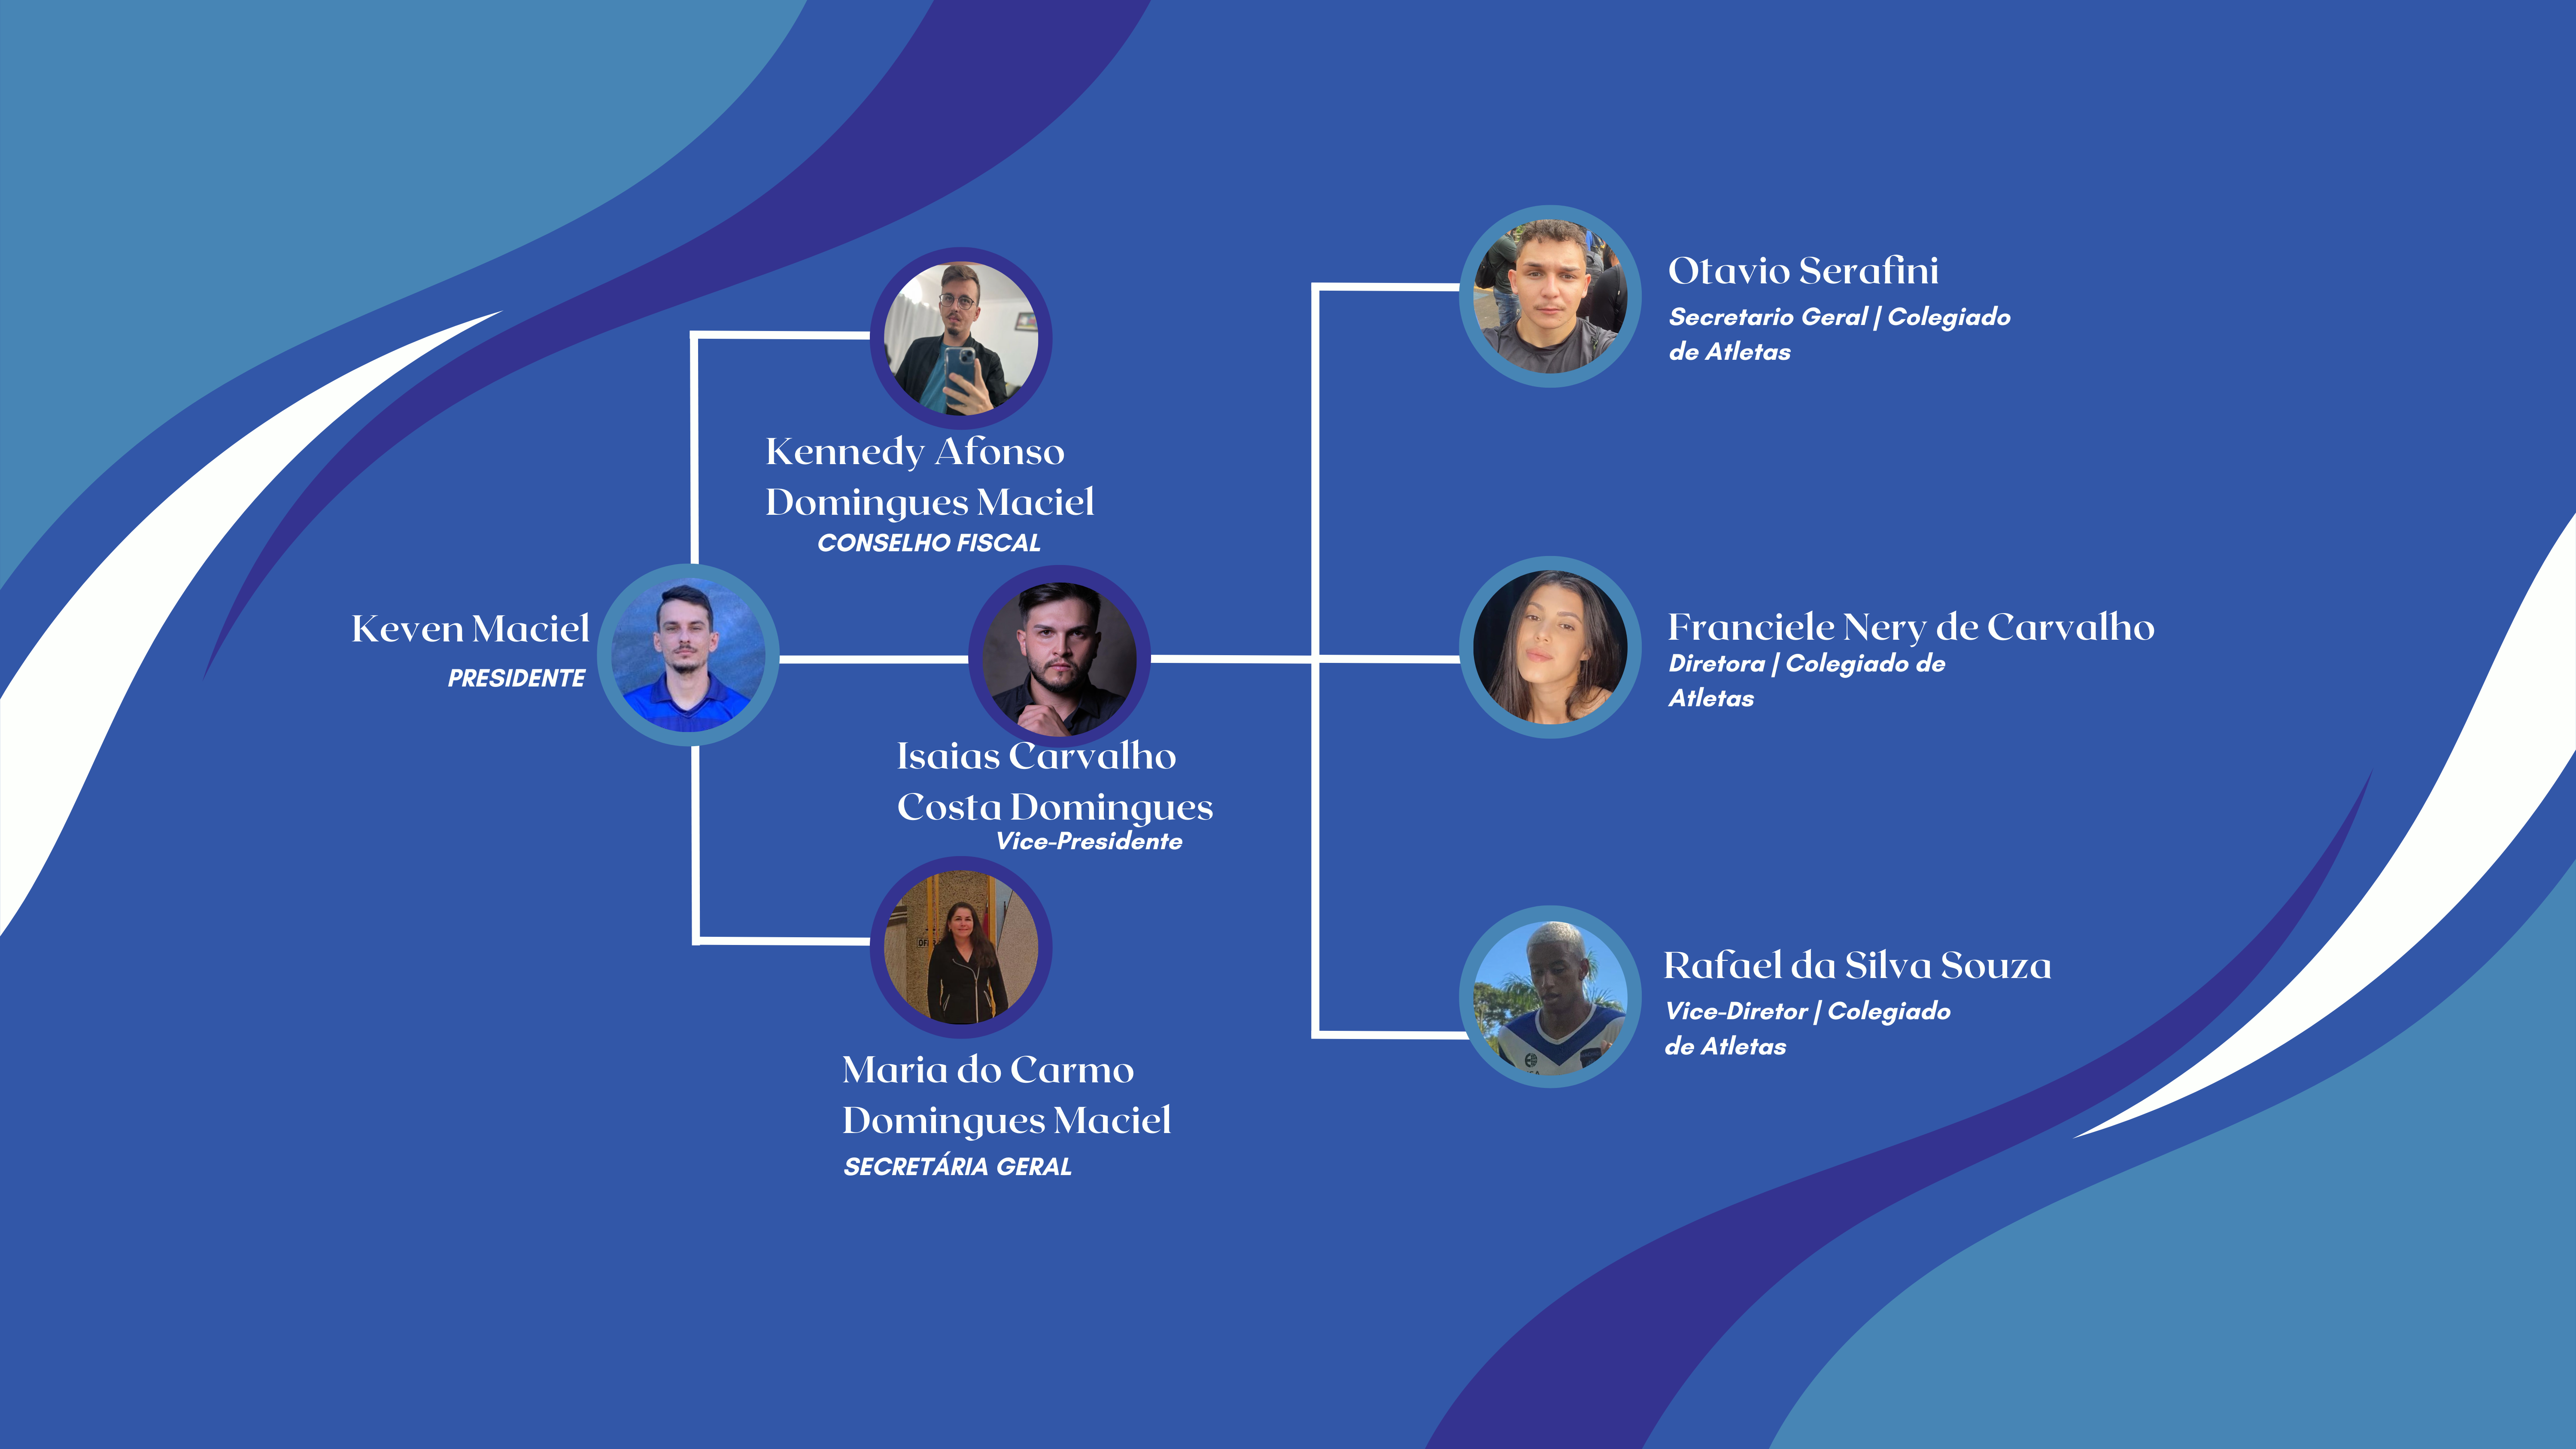 Keven Maciel
PRESIDENTE
Kennedy Afonso
Domingues Maciel
CONSELHO FISCAL
Isaias Carvalho
Costa Domingues
Vice-Presidente
Maria do Carmo
Domingues Maciel
SECRETÁRIA GERAL
Otavio Serafini
Secretario Geral | Colegiado
de Atletas
Franciele Nery de Carvalho
Diretora | Colegiado de
Atletas
Rafael da Silva Souza
Vice-Diretor | Colegiado
de Atletas